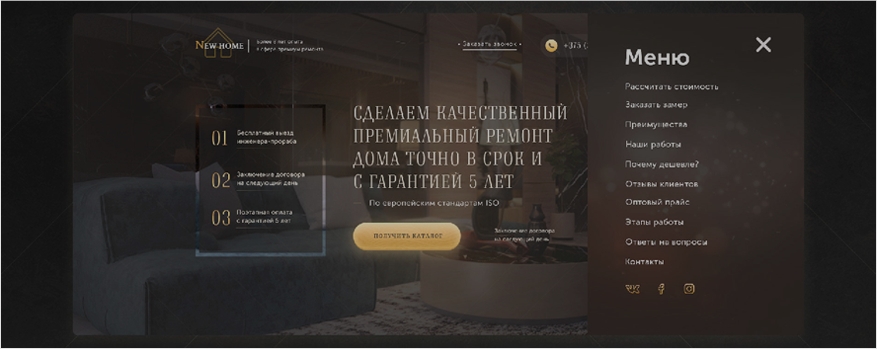 NEW-HOME
в сфере премиум ремонта
• Заказать звонок •
+375 (
01 Бесплатный выезд
инженера-прораба
02 Заключение договора
на следующий день
03 Поэтапная оплата
с гарантией 5 лет
СДЕЛАЕМ КАЧЕСТВЕННЫЙ
ПРЕМИАЛЬНЫЙ РЕМОНТ
ДОМА ТОЧНО В СРОК И
С ГАРАНТИЕЙ 5 ЛЕТ
По европейским стандартам ISO
ПОЛУЧИТЬ КАТАЛОГ
Заключение договора
на следующий день
Меню
Рассчитать стоимость
Заказать замер
Преимущества
Наши работы
Почему дешевле?
Отзывы клиентов
Оптовый прайс
Этапы работы
Ответы на вопросы
Контакты